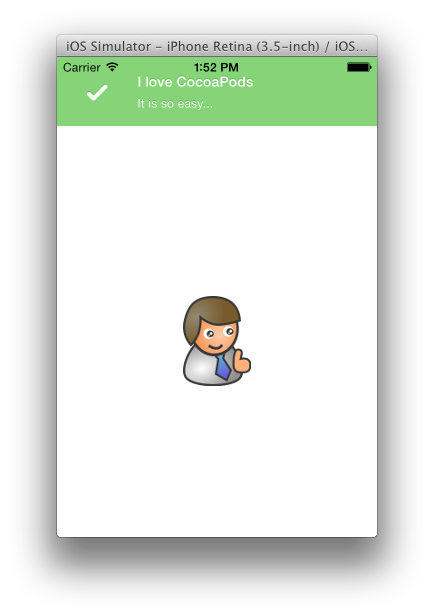 iOS Simulator – iPhone Retina (3.5-inch) / iOS...
Carrier 1:52 PM
I love CocoaPods
It is so easy...